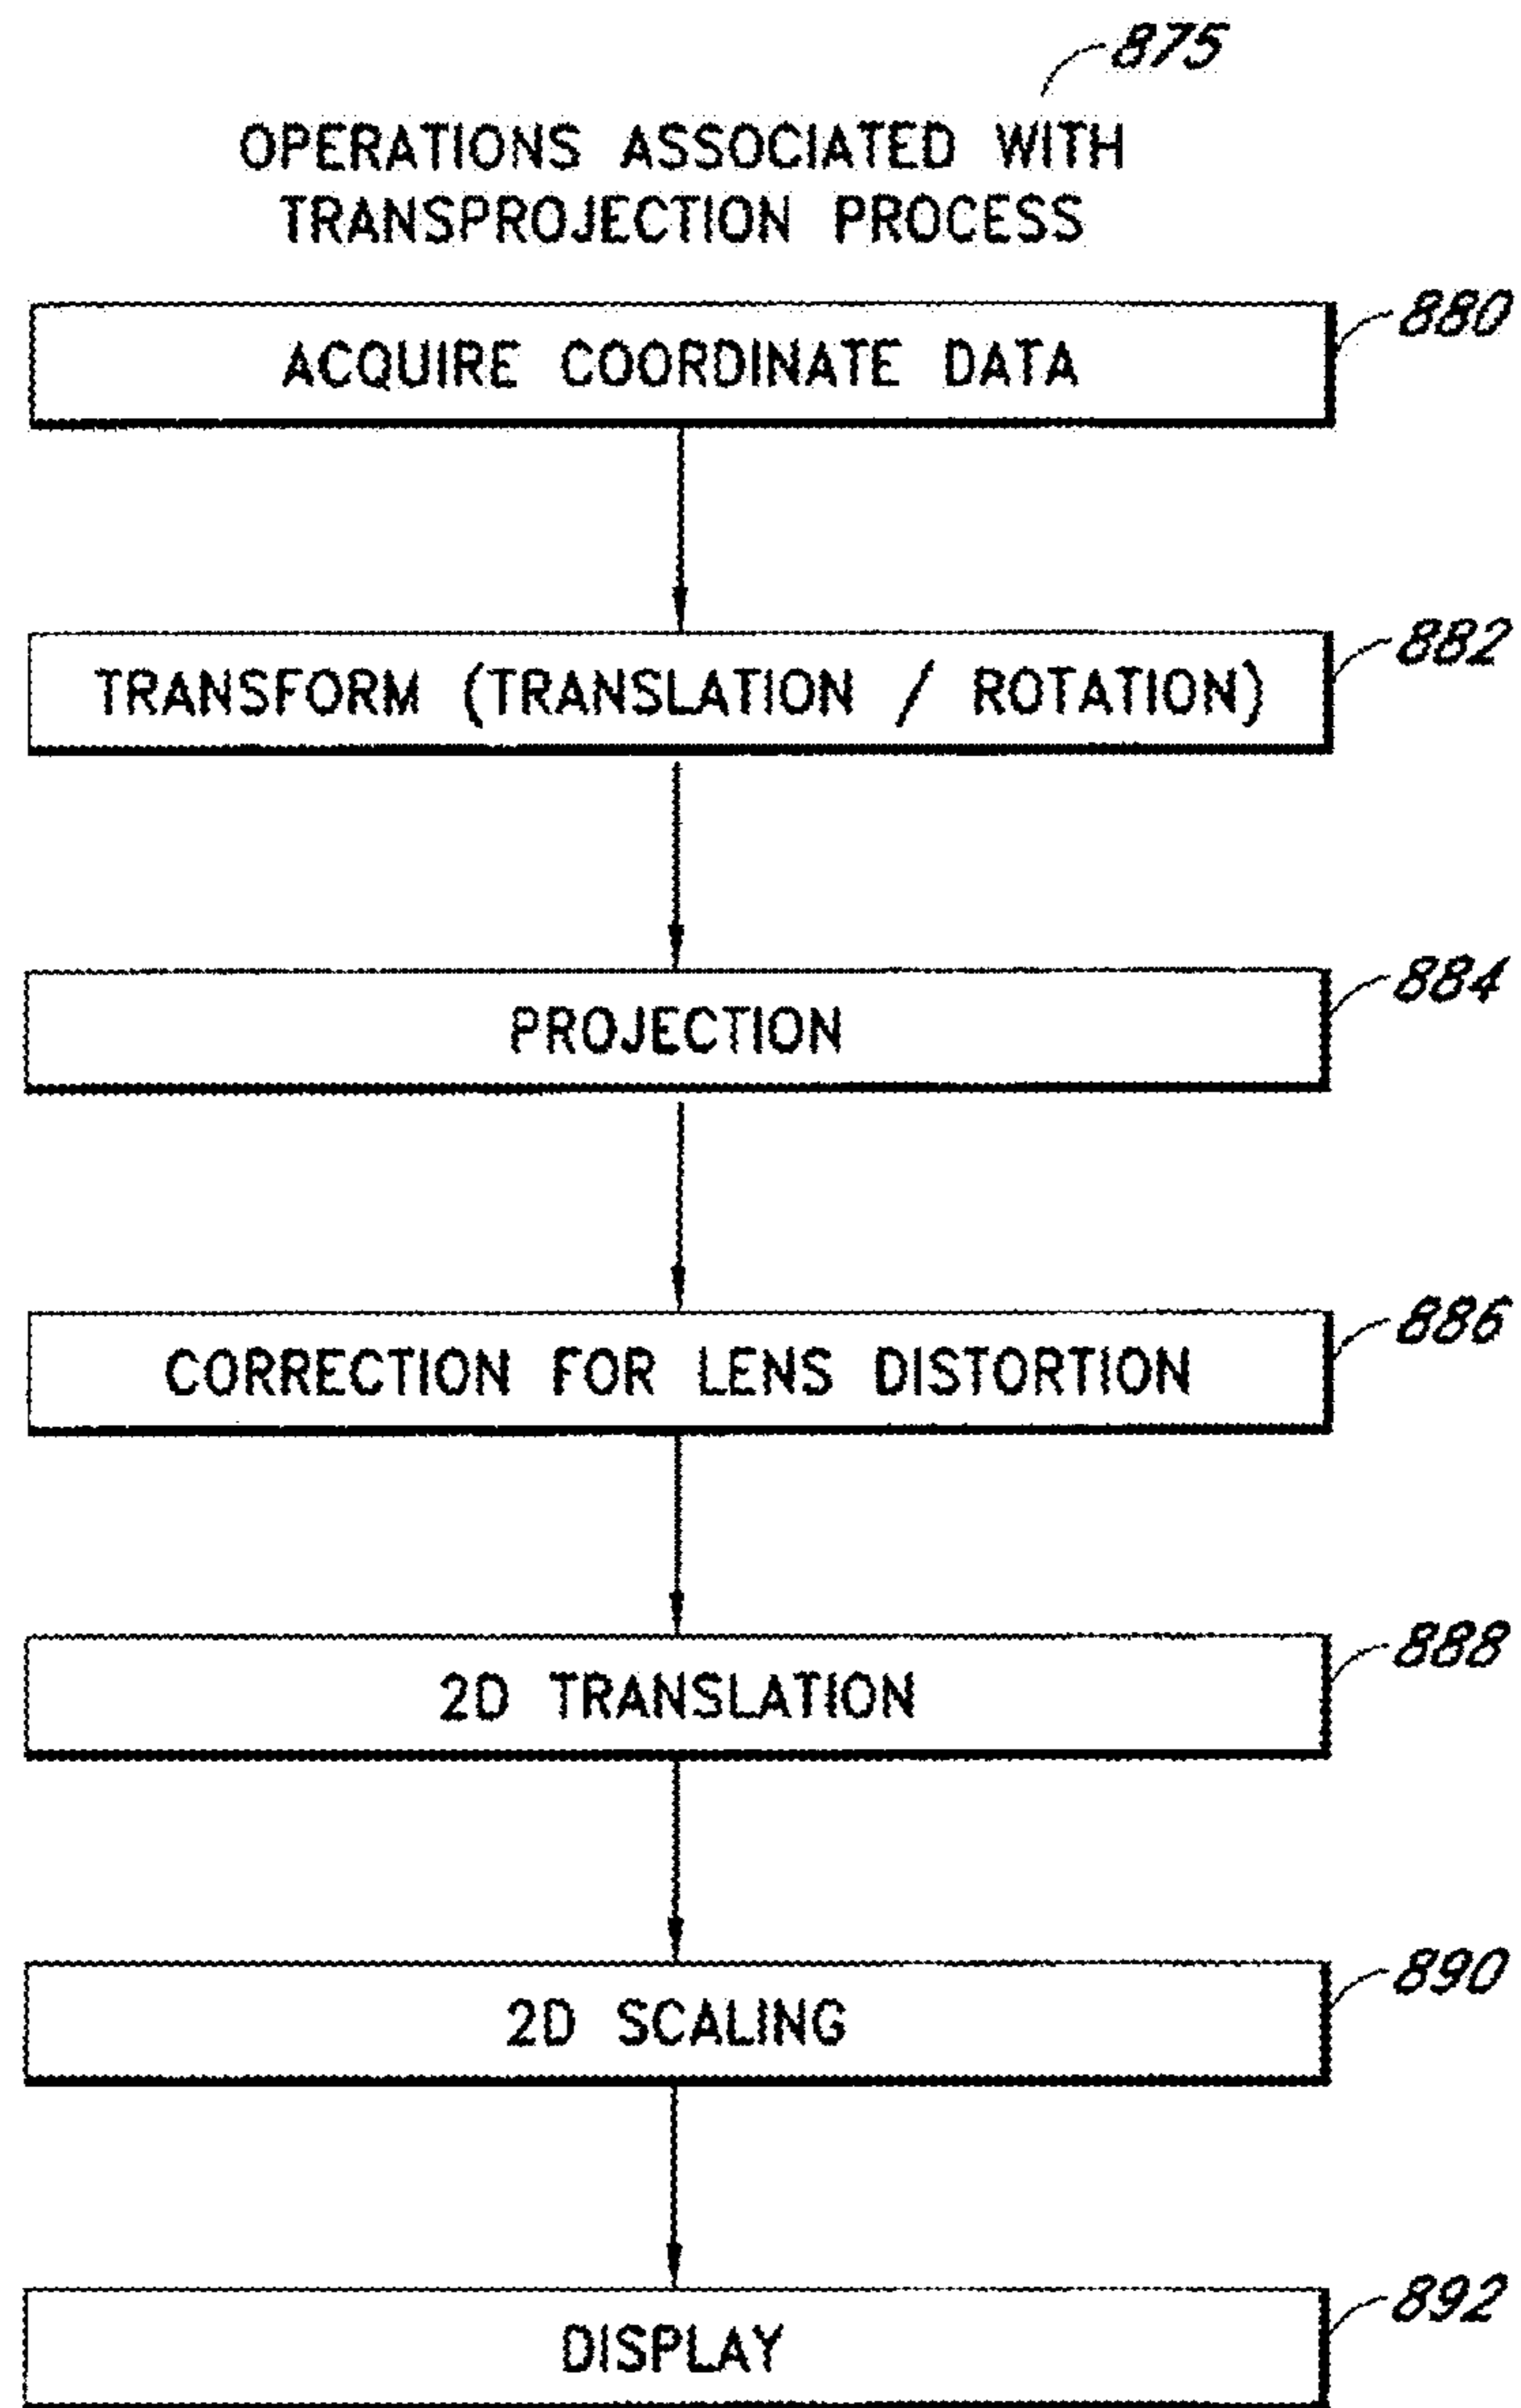 875
OPERATIONS ASSOCIATED WITH
TRANSPROJECTION PROCESS
880
ACQUIRE COORDINATE DATA
882
TRANSFORM (TRANSLATION / ROTATION)
884
PROJECTION
886
CORRECTION FOR LENS DISTORTION
888
2D TRANSLATION
890
2D SCALING
892
DISPLAY